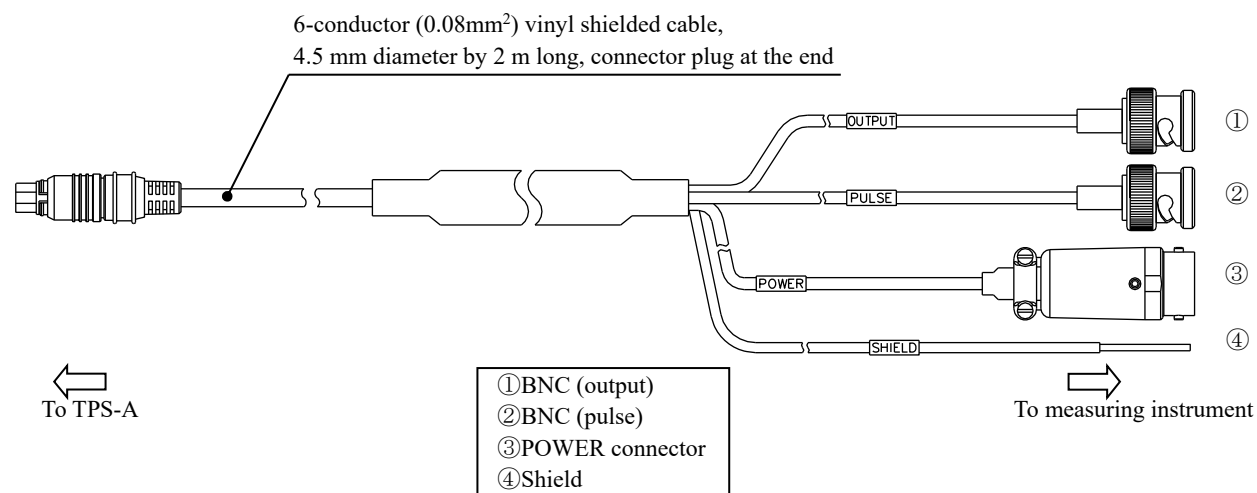 6-conductor (0.08mm²) vinyl shielded cable,
4.5 mm diameter by 2 m long, connector plug at the end
OUTPUT
①
PULSE
②
POWER
③
SHIELD
④
To TPS-A
To measuring instrument
①BNC (output)
②BNC (pulse)
③POWER connector
④Shield